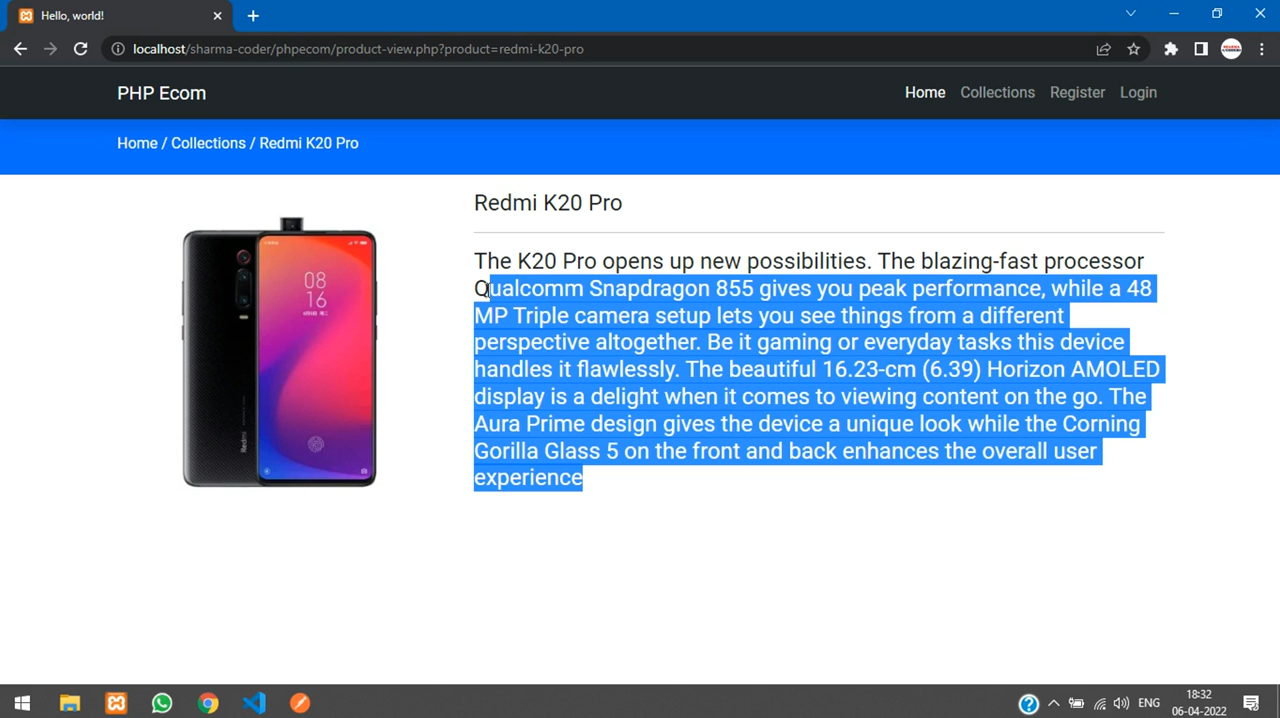 Hello, world!
localhost/sharma-coder/phpecom/product-view.php?product=redmi-k20-pro
PHP Ecom
Home Collections Register Login
Home / Collections / Redmi K20 Pro
Redmi K20 Pro
The K20 Pro opens up new possibilities. The blazing-fast processor
Qualcomm Snapdragon 855 gives you peak performance, while a 48
MP Triple camera setup lets you see things from a different
perspective altogether. Be it gaming or everyday tasks this device
handles it flawlessly. The beautiful 16.23-cm (6.39) Horizon AMOLED
display is a delight when it comes to viewing content on the go. The
Aura Prime design gives the device a unique look while the Corning
Gorilla Glass 5 on the front and back enhances the overall user
experience
08
16
Redmi
ENG
18:32
06-04-2022